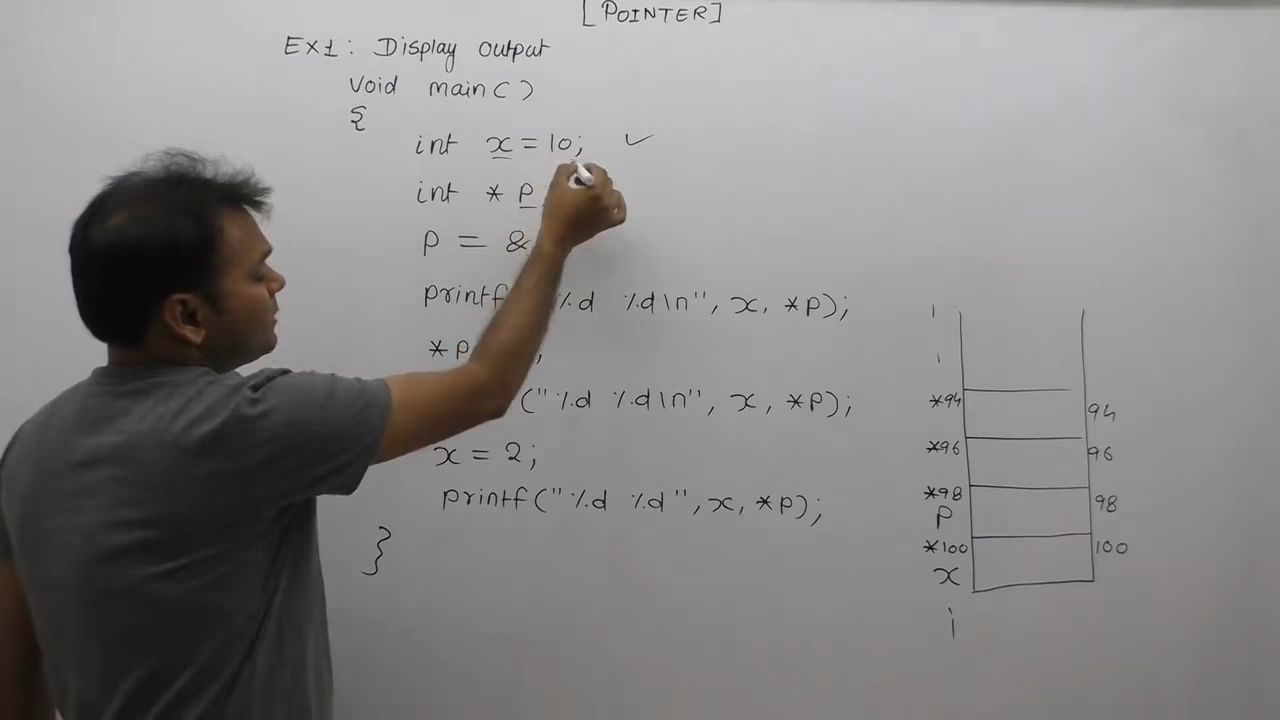 [POINTER]
Ex1: Display output
void main()
{
int x = 10; ✓
int * P
P = &
printf %d %d\n", x, *P);
*P ;
("%d %d\n", x, *P);
x = 2;
printf("%d %d", x, *P);
}
*94 94
*96 96
*98 98
P
*100 100
x